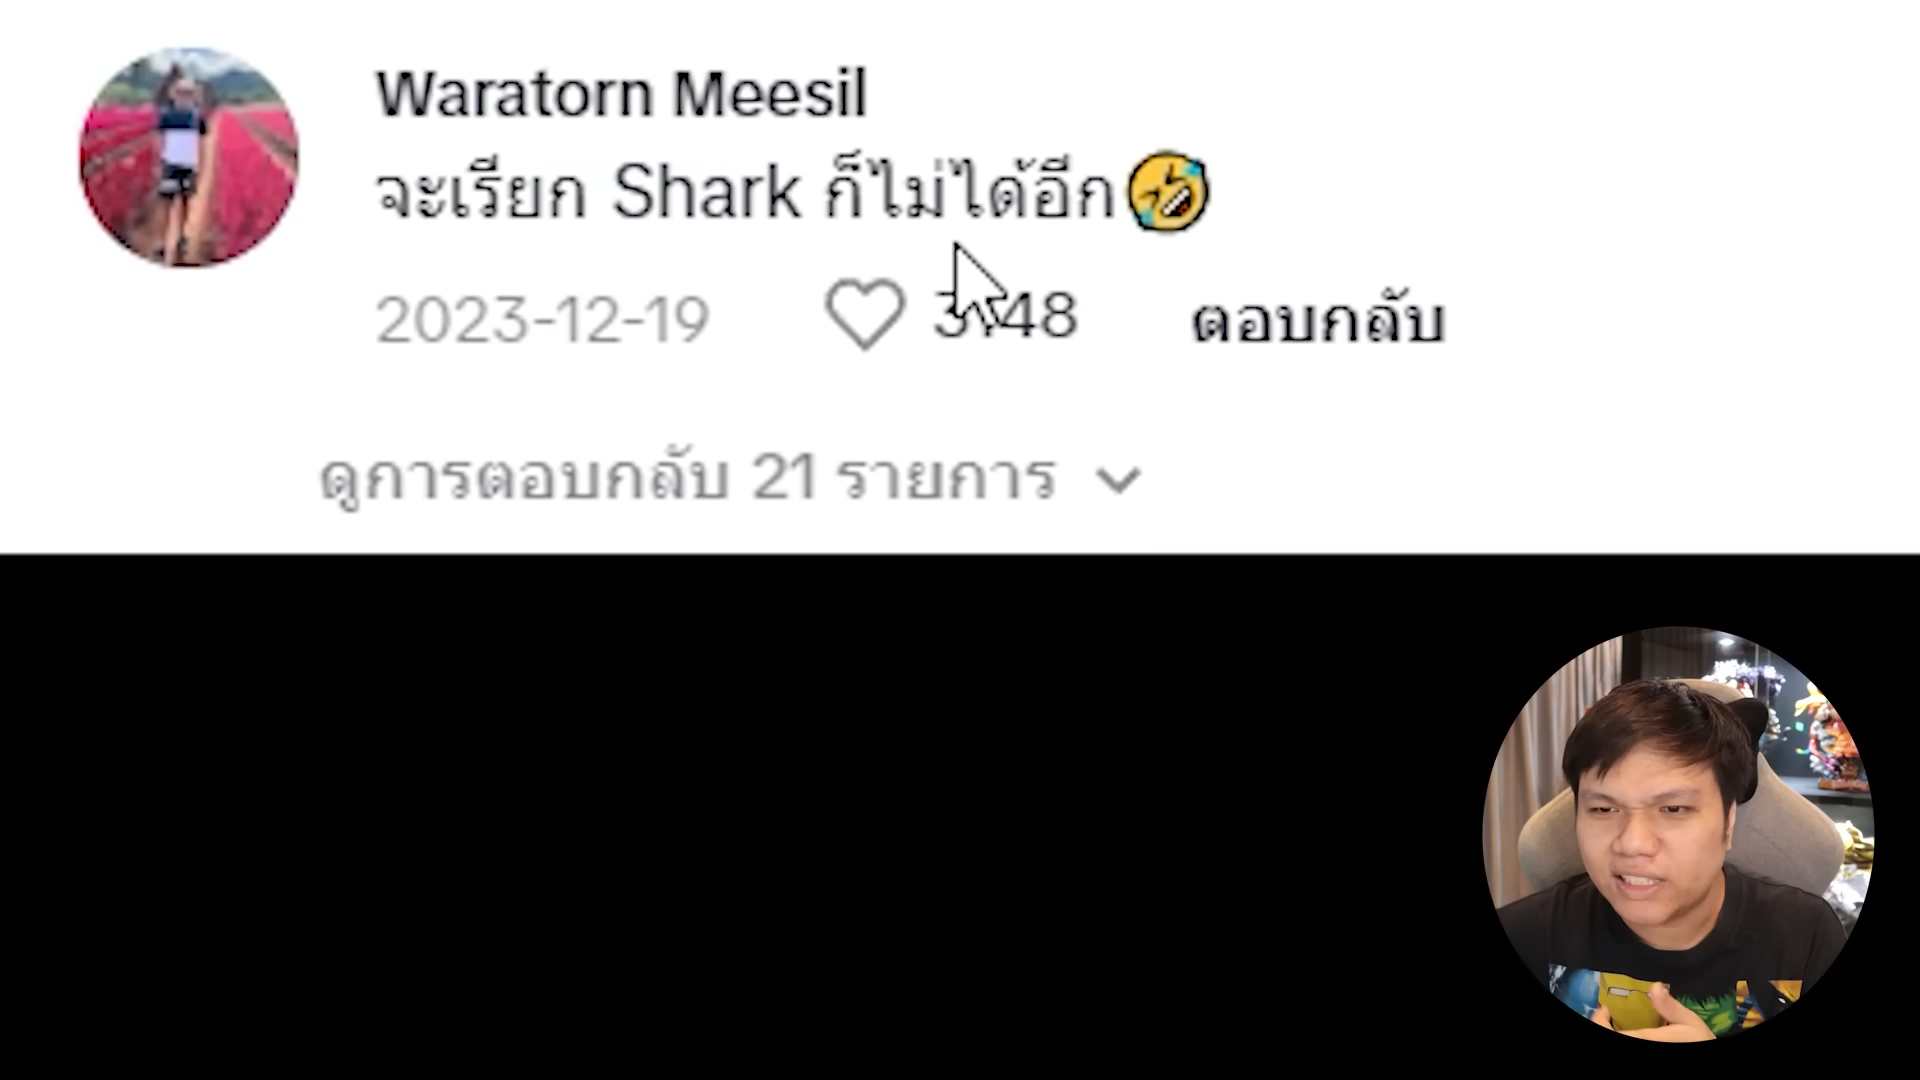 Waratorn Meesil
จะเรียก Shark ก็ไม่ได้อีก🤣
2023-12-19
ตอบกลับ
ดูการตอบกลับ 21 รายการ